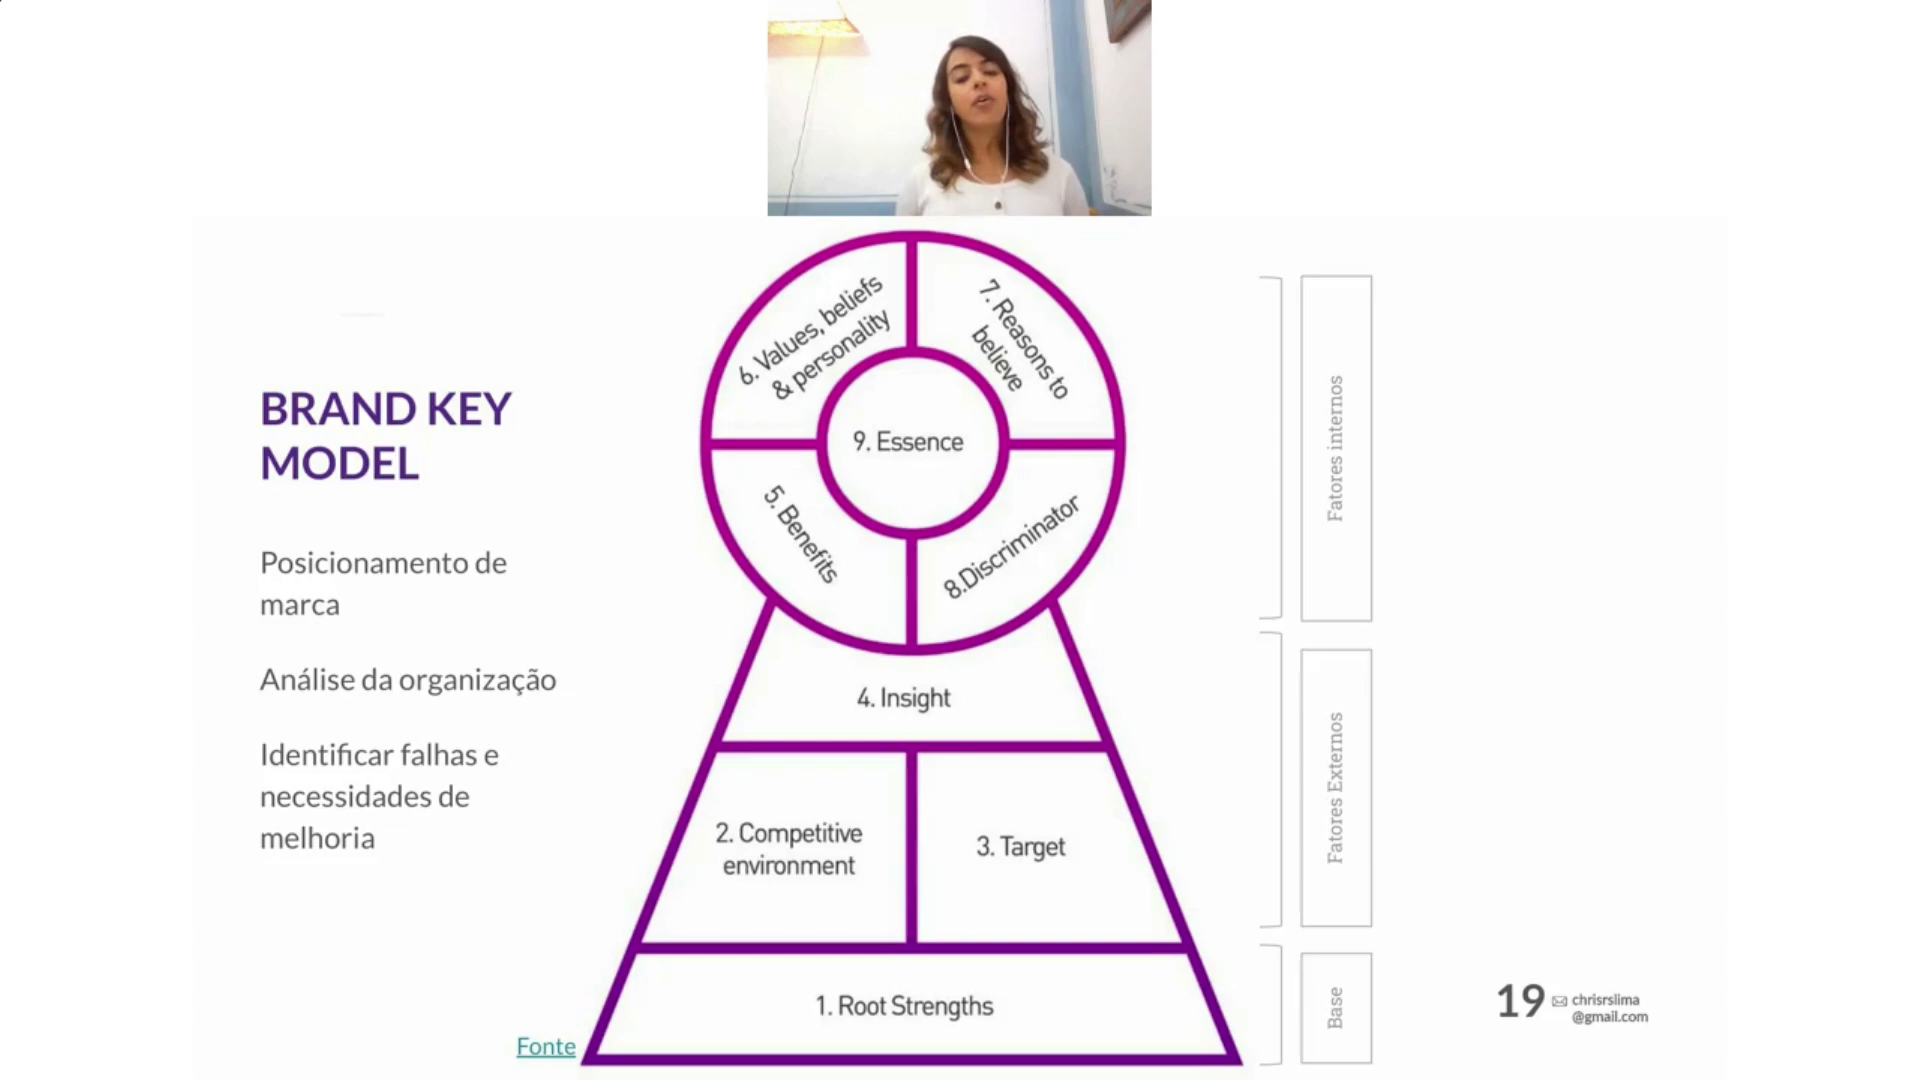 BRAND KEY
MODEL
Posicionamento de
marca
Análise da organização
Identificar falhas e
necessidades de
melhoria
6. Values, beliefs
& personality
7. Reasons to
believe
9. Essence
5. Benefits
8.Discriminator
4. Insight
2. Competitive
environment
3. Target
1. Root Strengths
Fatores internos
Fatores Externos
Base
Fonte
19
chrisrslima
@gmail.com